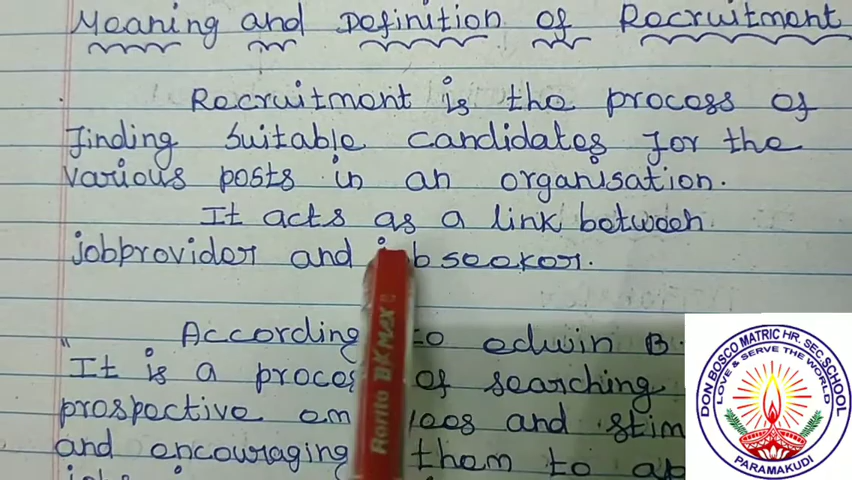 Meaning and Definition of Recruitment
Recruitment is the process of
finding suitable candidates for the
various posts in an organisation.
It acts as a link between
jobprovider and seeker.
According to edwin B.
"It is a process of searching
prospective and
and encouraging them to
DON BOSCO MATRIC HR. SEC. SCHOOL
LOVE & SERVE THE WORLD
PARAMAKUDI
Rorito BK Max